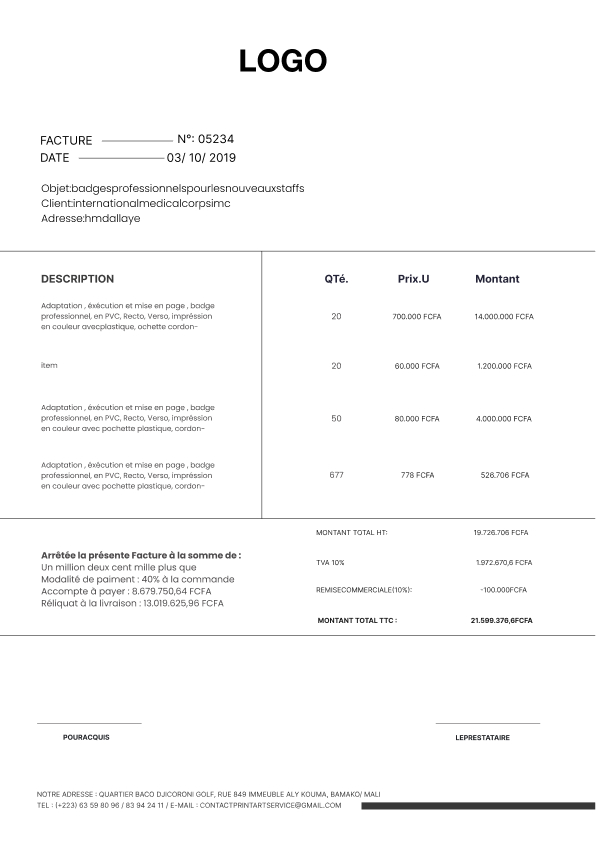 LOGO
FACTURE N°: 05234
DATE 03/ 10/ 2019
Objet:badgesprofessionnelspourlesnouveauxstaffs
Client:internationalmedicalcorpsimc
Adresse:hmdallaye
DESCRIPTION QTé. Prix.U Montant
Adaptation , éxécution et mise en page , badge
professionnel, en PVC, Recto, Verso, impréssion
en couleur avecplastique, ochette cordon-
20 700.000 FCFA 14.000.000 FCFA
item 20 60.000 FCFA 1.200.000 FCFA
Adaptation , éxécution et mise en page , badge
professionnel, en PVC, Recto, Verso, impréssion
en couleur avec pochette plastique, cordon-
50 80.000 FCFA 4.000.000 FCFA
Adaptation , éxécution et mise en page , badge
professionnel, en PVC, Recto, Verso, impréssion
en couleur avec pochette plastique, cordon-
677 778 FCFA 526.706 FCFA
MONTANT TOTAL HT: 19.726.706 FCFA
TVA 10% 1.972.670,6 FCFA
REMISECOMMERCIALE(10%): -100.000FCFA
MONTANT TOTAL TTC : 21.599.376,6FCFA
Arrêtée la présente Facture à la somme de :
Un million deux cent mille plus que
Modalité de paiment : 40% à la commande
Accompte à payer : 8.679.750,64 FCFA
Réliquat à la livraison : 13.019.625,96 FCFA
POURACQUIS LEPRESTATAIRE
NOTRE ADRESSE : QUARTIER BACO DJICORONI GOLF, RUE 849 IMMEUBLE ALY KOUMA, BAMAKO/ MALI
TEL : (+223) 63 59 80 96 / 83 94 24 11 / E-MAIL : CONTACTPRINTARTSERVICE@GMAIL.COM